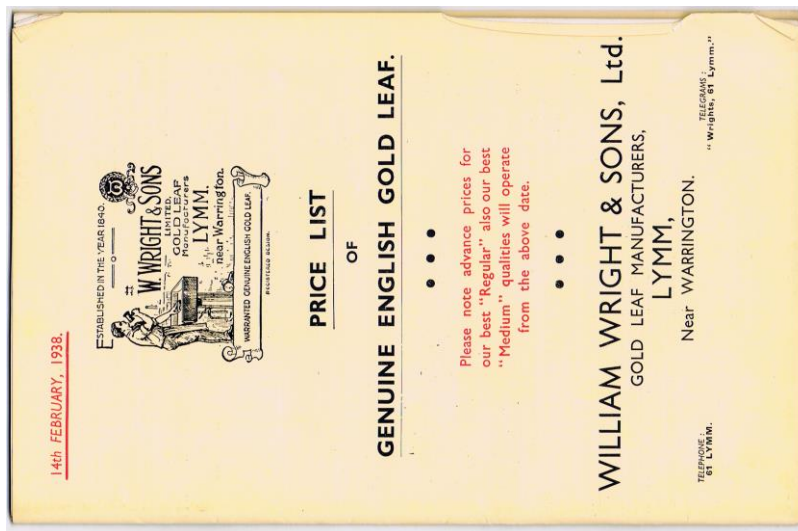 14th FEBRUARY, 1938.
ESTABLISHED IN THE YEAR 1840.
W. WRIGHT & SONS
LIMITED.
GOLD LEAF
Manufacturers
LYMM.
near Warrington.
WARRANTED GENUINE ENGLISH GOLD LEAF.
REGISTERED DESIGN.
PRICE LIST
OF
GENUINE ENGLISH GOLD LEAF.
Please note advance prices for
our best "Regular" also our best
"Medium" qualities will operate
from the above date.
WILLIAM WRIGHT & SONS, Ltd.
GOLD LEAF MANUFACTURERS,
LYMM,
Near WARRINGTON.
TELEPHONE:
61 LYMM.
TELEGRAMS:
"Wrights, 61 Lymm."